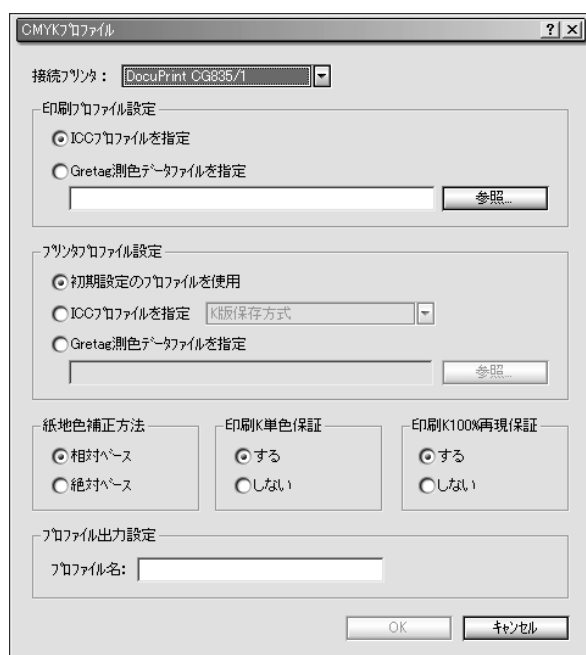 CMYKﾌﾟﾛﾌｧｲﾙ
接続ﾌﾟﾘﾝﾀ： DocuPrint CG835/1
印刷ﾌﾟﾛﾌｧｲﾙ設定
ICCﾌﾟﾛﾌｧｲﾙを指定
Gretag測色ﾃﾞｰﾀﾌｧｲﾙを指定
参照...
ﾌﾟﾘﾝﾀﾌﾟﾛﾌｧｲﾙ設定
初期設定のﾌﾟﾛﾌｧｲﾙを使用
ICCﾌﾟﾛﾌｧｲﾙを指定 K版保存方式
Gretag測色ﾃﾞｰﾀﾌｧｲﾙを指定
参照...
紙地色補正方法
相対ﾍﾞｰｽ
絶対ﾍﾞｰｽ
印刷K単色保証
する
しない
印刷K100%再現保証
する
しない
ﾌﾟﾛﾌｧｲﾙ出力設定
ﾌﾟﾛﾌｧｲﾙ名:
OK ｷｬﾝｾﾙ